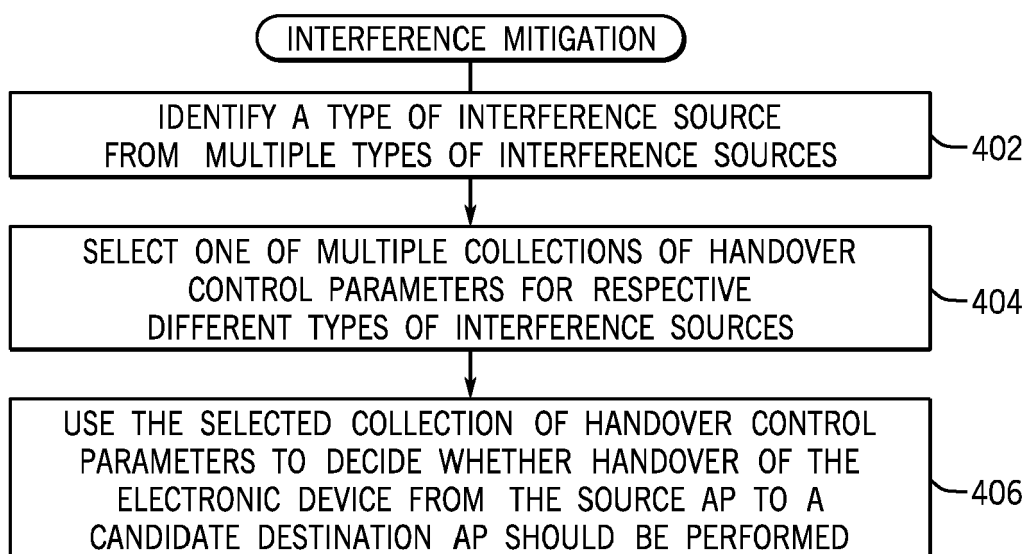 INTERFERENCE MITIGATION
IDENTIFY A TYPE OF INTERFERENCE SOURCE
FROM MULTIPLE TYPES OF INTERFERENCE SOURCES
402
SELECT ONE OF MULTIPLE COLLECTIONS OF HANDOVER
CONTROL PARAMETERS FOR RESPECTIVE
DIFFERENT TYPES OF INTERFERENCE SOURCES
404
USE THE SELECTED COLLECTION OF HANDOVER CONTROL
PARAMETERS TO DECIDE WHETHER HANDOVER OF THE
ELECTRONIC DEVICE FROM THE SOURCE AP TO A
CANDIDATE DESTINATION AP SHOULD BE PERFORMED
406